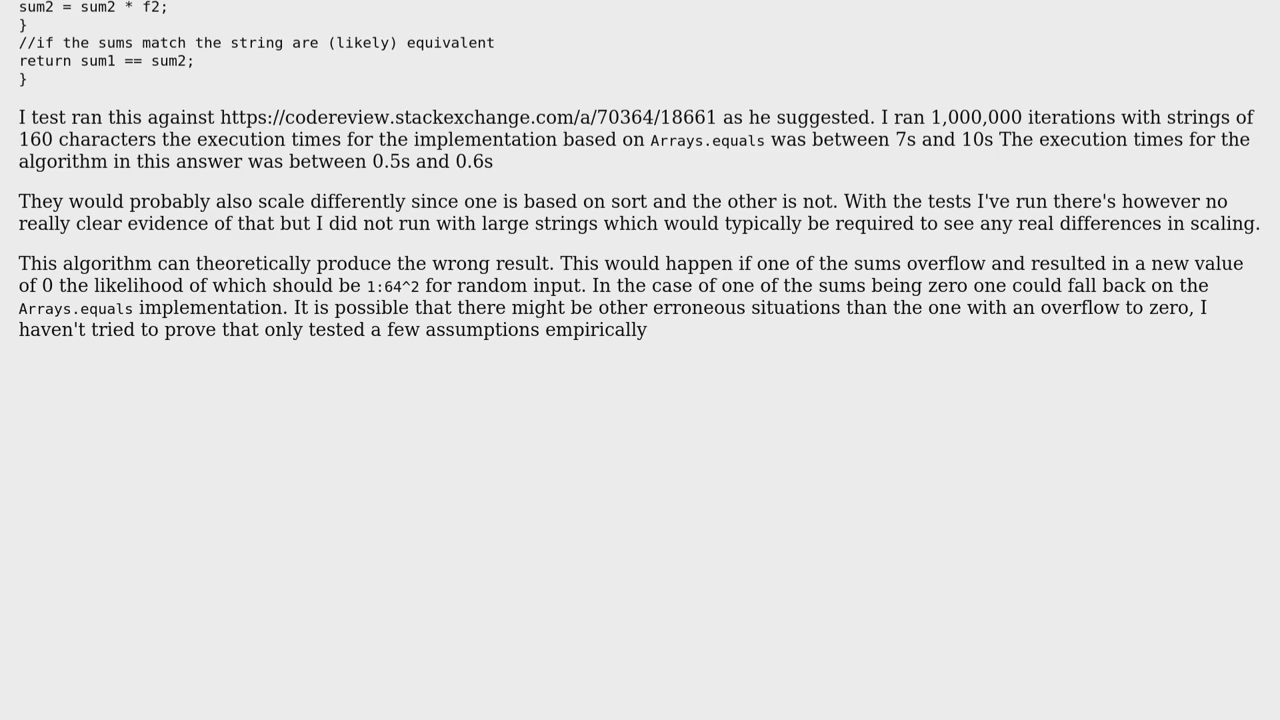 sum2 = sum2 * f2;
}
//if the sums match the string are (likely) equivalent
return sum1 == sum2;
}
I test ran this against https://codereview.stackexchange.com/a/70364/18661 as he suggested. I ran 1,000,000 iterations with strings of
160 characters the execution times for the implementation based on Arrays.equals was between 7s and 10s The execution times for the
algorithm in this answer was between 0.5s and 0.6s
They would probably also scale differently since one is based on sort and the other is not. With the tests I've run there's however no
really clear evidence of that but I did not run with large strings which would typically be required to see any real differences in scaling.
This algorithm can theoretically produce the wrong result. This would happen if one of the sums overflow and resulted in a new value
of 0 the likelihood of which should be 1:64^2 for random input. In the case of one of the sums being zero one could fall back on the
Arrays.equals implementation. It is possible that there might be other erroneous situations than the one with an overflow to zero, I
haven't tried to prove that only tested a few assumptions empirically